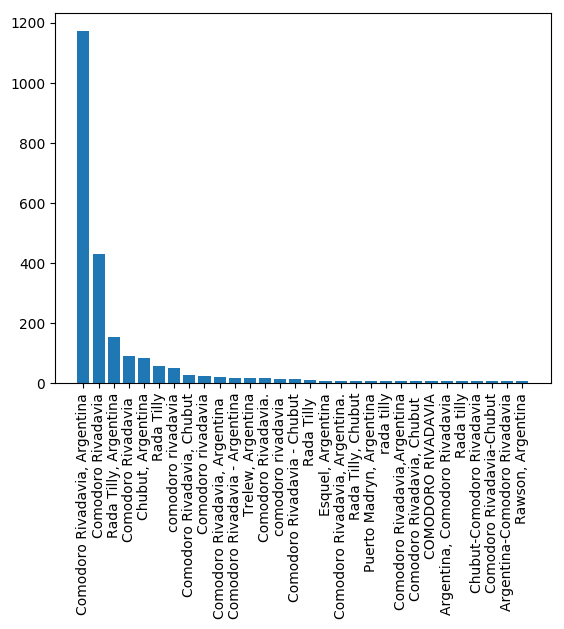 1200
1000
800
600
400
200
0
Comodoro Rivadavia, Argentina
Comodoro Rivadavia
Rada Tilly, Argentina
Comodoro Rivadavia
Chubut, Argentina
Rada Tilly
comodoro rivadavia
Comodoro Rivadavia, Chubut
Comodoro rivadavia
Comodoro Rivadavia, Argentina
Comodoro Rivadavia - Argentina
Trelew, Argentina
Comodoro Rivadavia.
comodoro rivadavia
Comodoro Rivadavia - Chubut
Rada Tilly
Esquel, Argentina
Comodoro Rivadavia, Argentina.
Rada Tilly, Chubut
Puerto Madryn, Argentina
rada tilly
Comodoro Rivadavia,Argentina
Comodoro Rivadavia, Chubut
COMODORO RIVADAVIA
Argentina, Comodoro Rivadavia
Rada tilly
Chubut-Comodoro Rivadavia
Comodoro Rivadavia-Chubut
Argentina-Comodoro Rivadavia
Rawson, Argentina